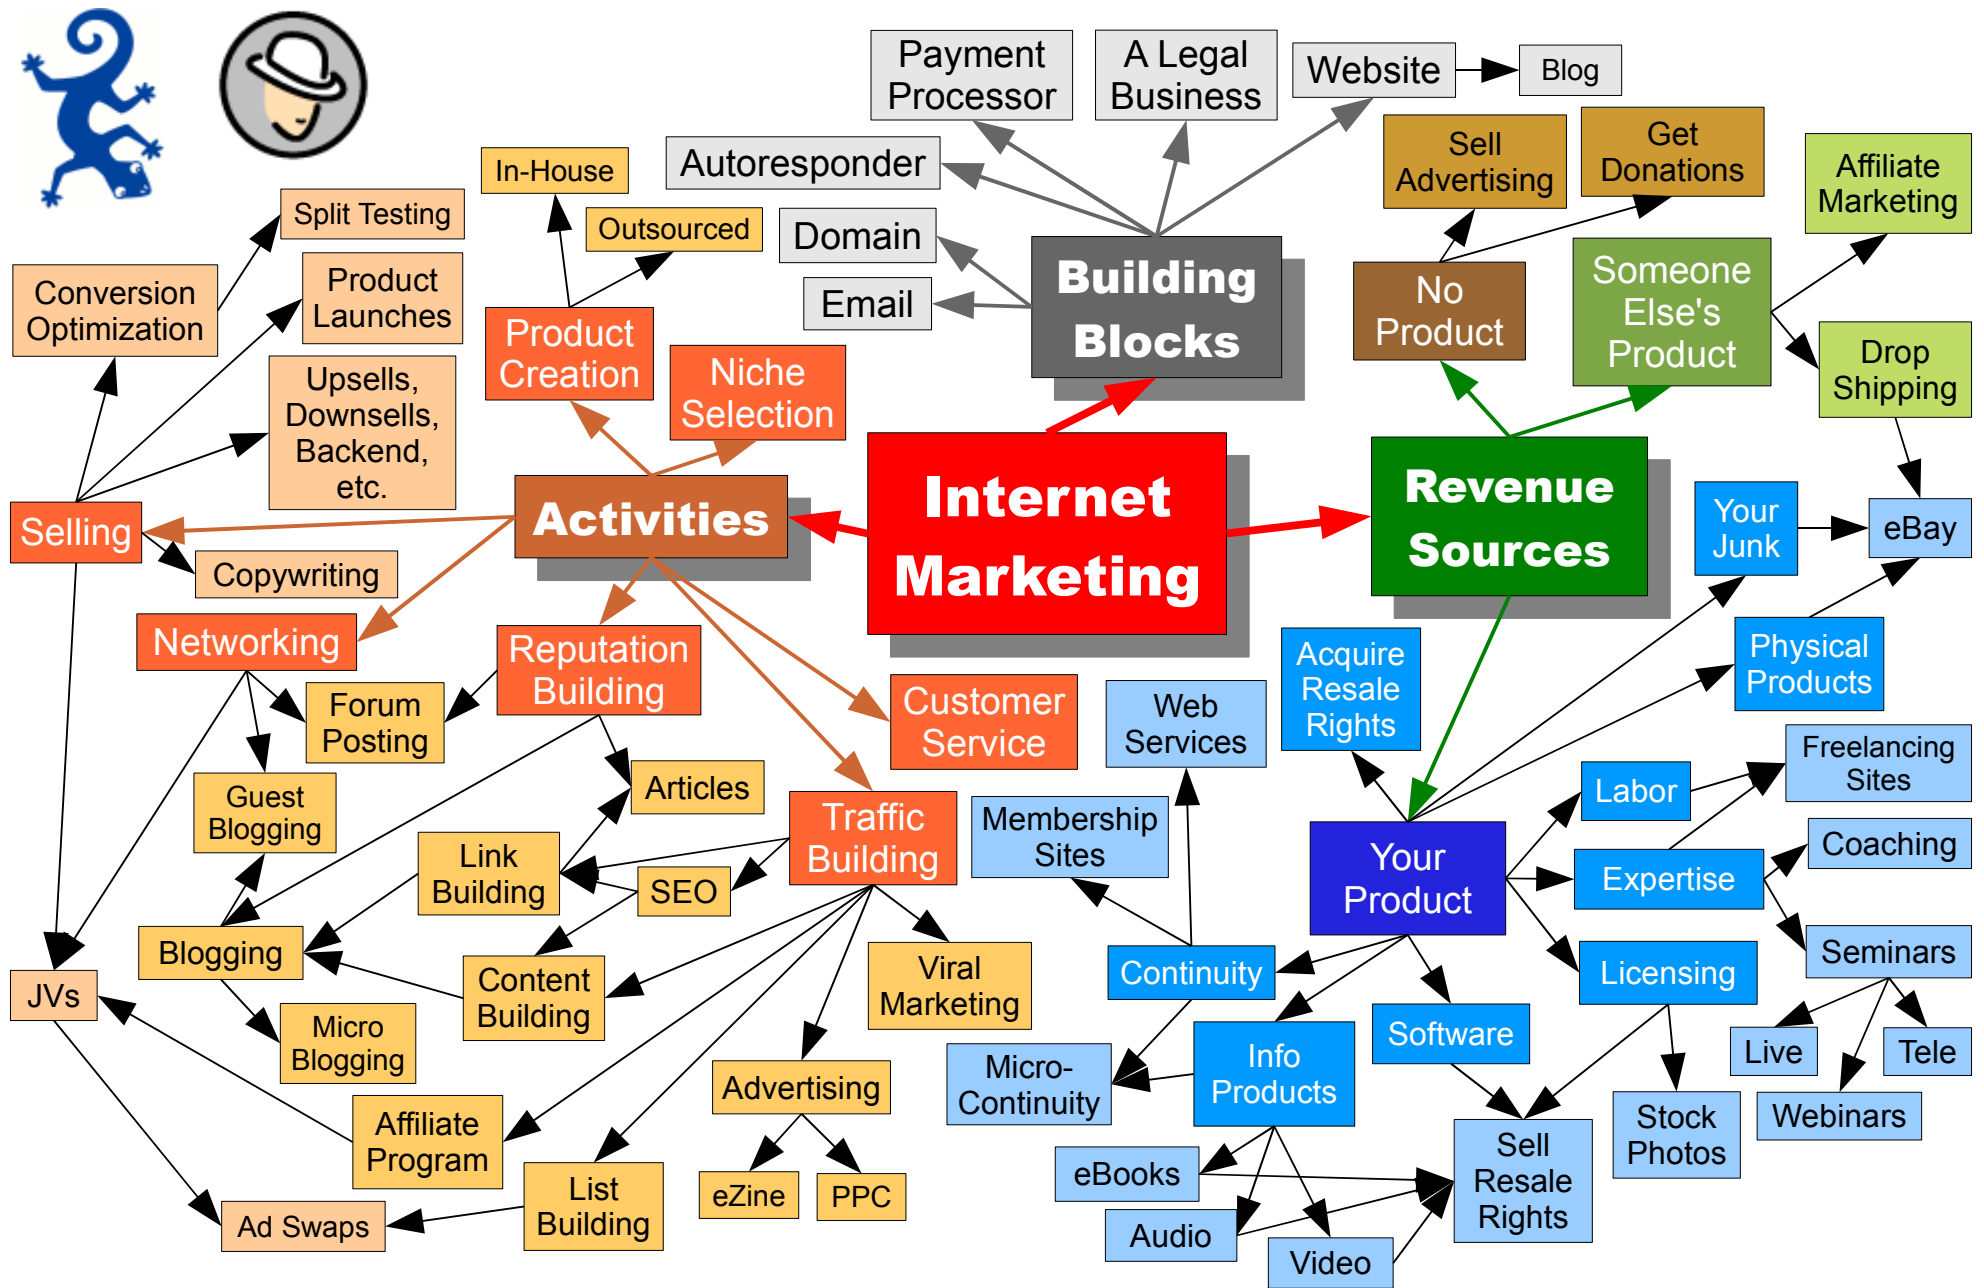 Payment
Processor
A Legal
Business
Website
Blog
Autoresponder
Domain
Email
Building
Blocks
Sell
Advertising
Get
Donations
Affiliate
Marketing
No
Product
Someone
Else's
Product
Drop
Shipping
In-House
Outsourced
Split Testing
Conversion
Optimization
Product
Launches
Upsells,
Downsells,
Backend,
etc.
Product
Creation
Niche
Selection
Selling
Copywriting
Activities
Internet
Marketing
Revenue
Sources
Your
Junk
eBay
Physical
Products
Networking
Reputation
Building
Forum
Posting
Customer
Service
Guest
Blogging
Articles
Traffic
Building
Link
Building
SEO
Blogging
Content
Building
Viral
Marketing
JVs
Micro
Blogging
Affiliate
Program
Advertising
eZine
PPC
List
Building
Ad Swaps
Acquire
Resale
Rights
Web
Services
Membership
Sites
Your
Product
Labor
Freelancing
Sites
Expertise
Coaching
Continuity
Licensing
Seminars
Software
Info
Products
Micro-
Continuity
Live
Tele
Webinars
Stock
Photos
Sell
Resale
Rights
eBooks
Audio
Video